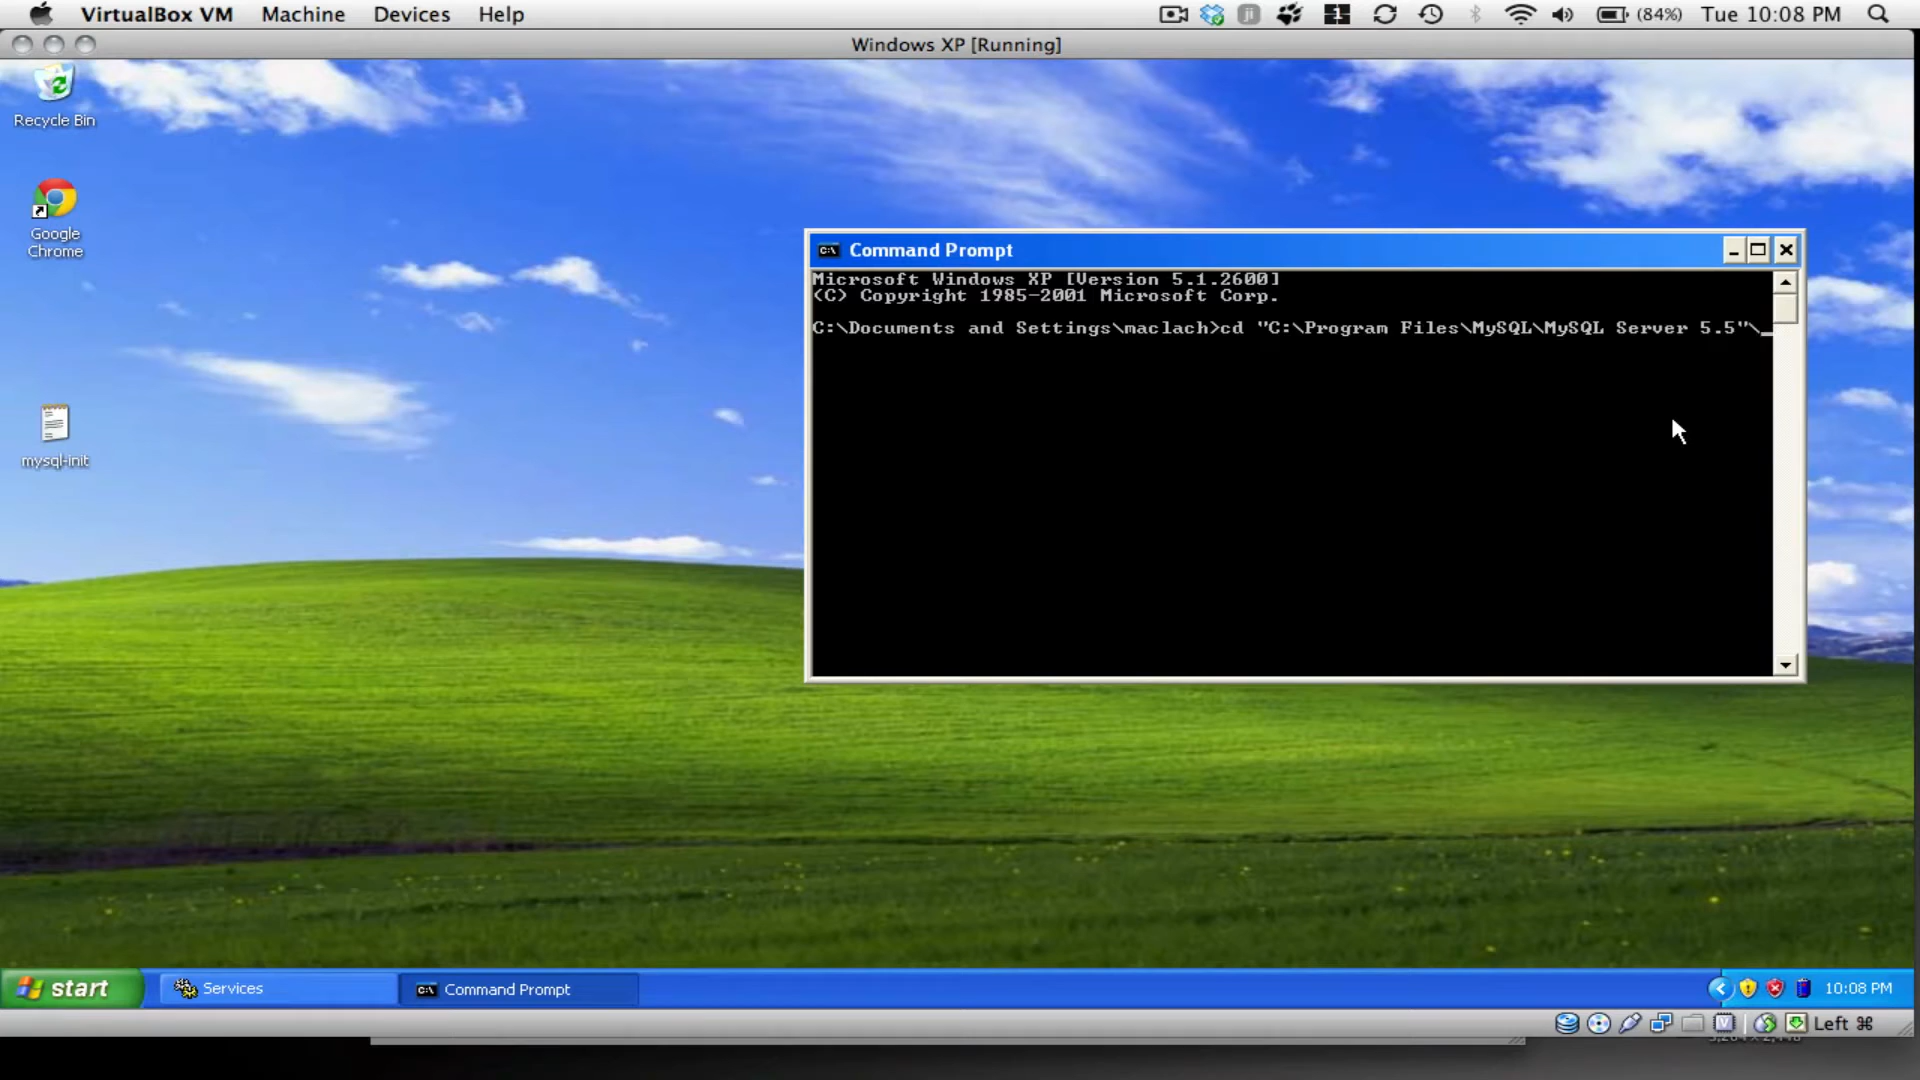 VirtualBox VM Machine Devices Help
1 (84%) Tue 10:08 PM
Windows XP [Running]
Recycle Bin
Google
Chrome
mysql-init
C:\ Command Prompt
Microsoft Windows XP [Version 5.1.2600]
(C) Copyright 1985-2001 Microsoft Corp.
C:\Documents and Settings\maclach>cd "C:\Program Files\MySQL\MySQL Server 5.5"\_
start Services C:\ Command Prompt 10:08 PM
Left ⌘